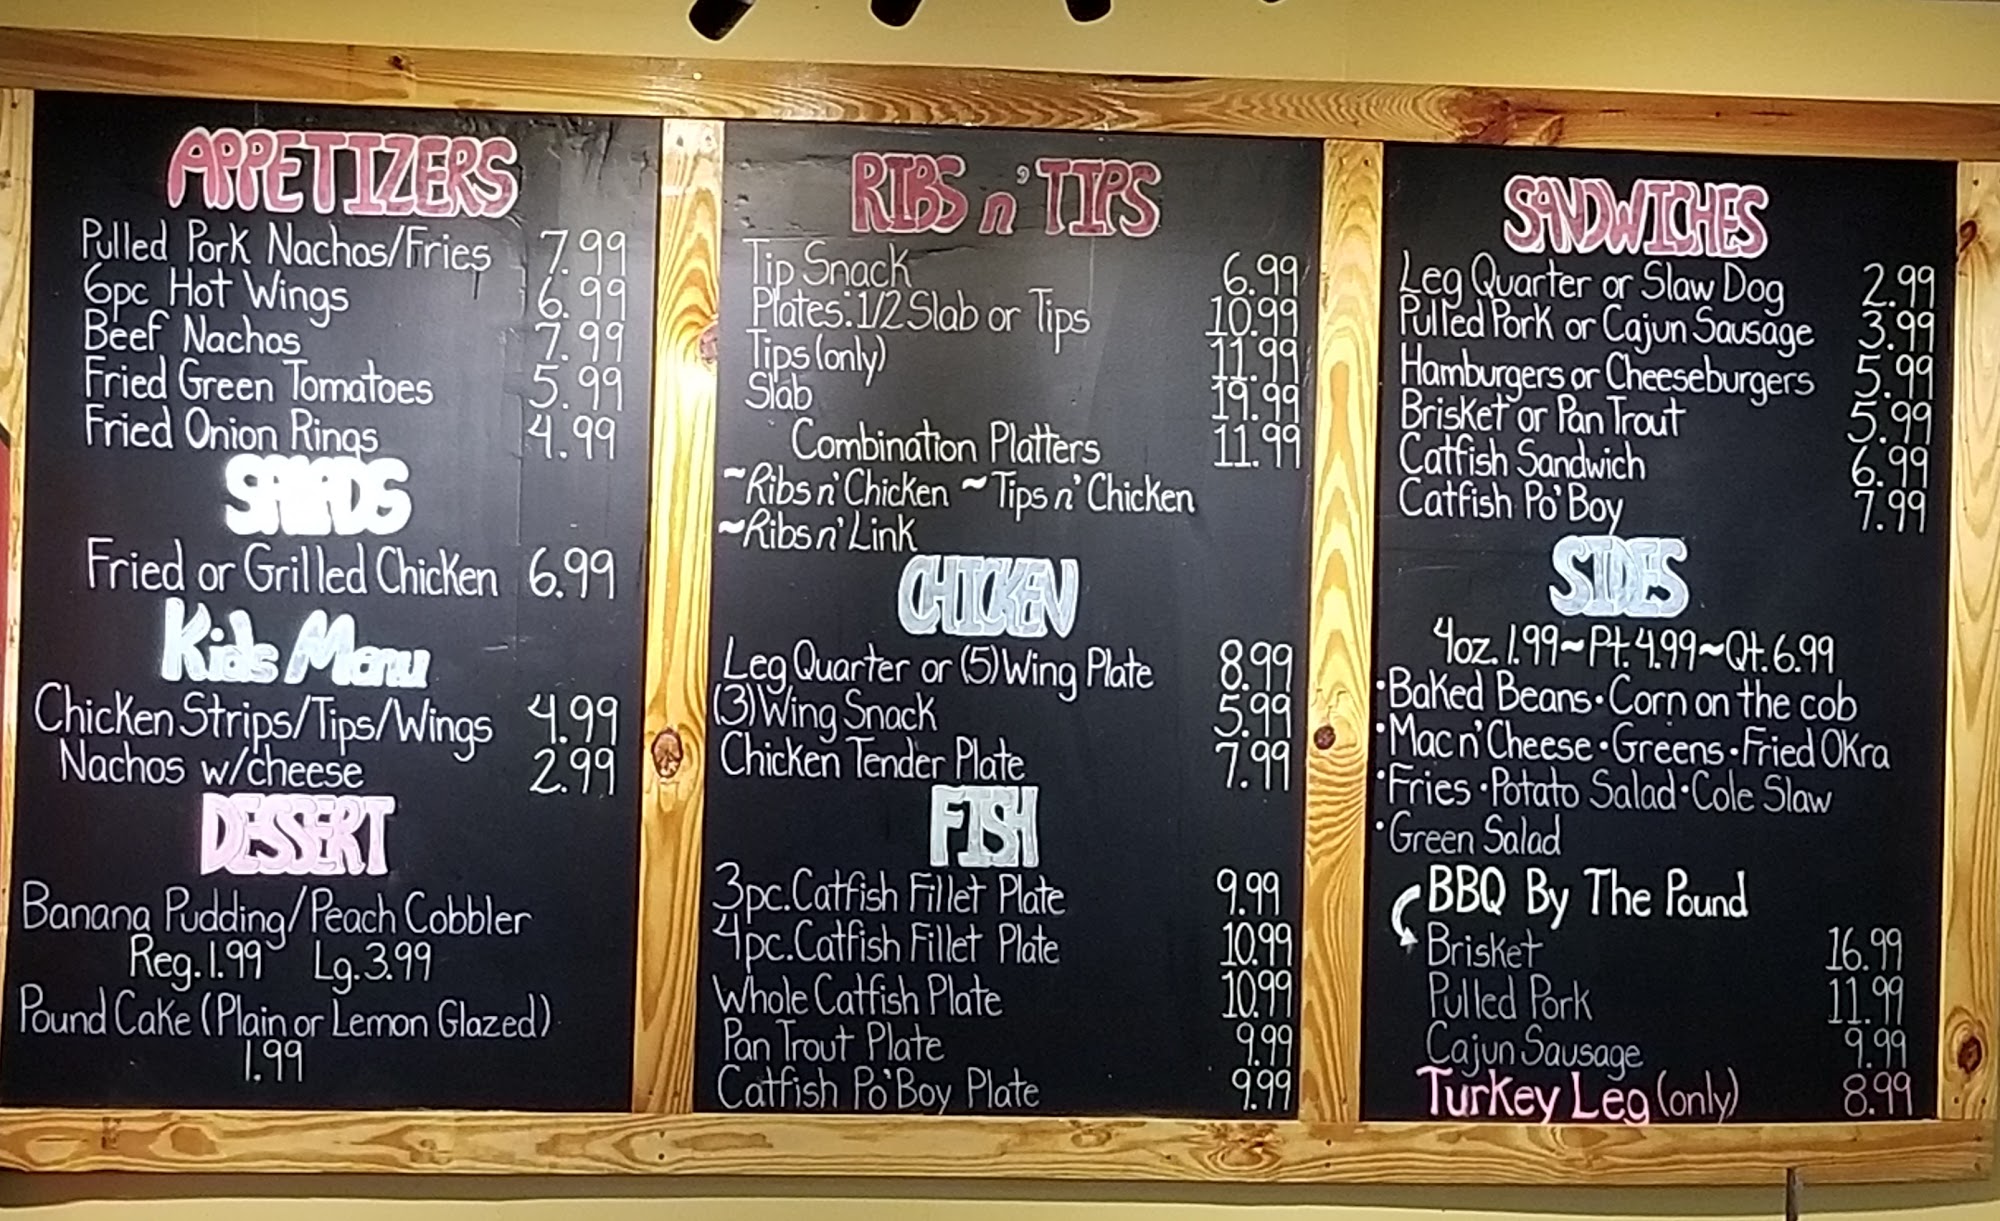 APPETIZERS
Pulled Pork Nachos/Fries 7.99
6pc Hot Wings 6.99
Beef Nachos 7.99
Fried Green Tomatoes 5.99
Fried Onion Rings 4.99
SALADS
Fried or Grilled Chicken 6.99
Kids Menu
Chicken Strips/Tips/Wings 4.99
Nachos w/cheese 2.99
DESSERT
Banana Pudding/Peach Cobbler
Reg. 1.99 Lg. 3.99
Pound Cake (Plain or Lemon Glazed)
1.99
RIBS n' TIPS
Tip Snack 6.99
Plates: 1/2 Slab or Tips 10.99
Tips (only) 11.99
Slab 19.99
Combination Platters 11.99
~Ribs n' Chicken ~Tips n' Chicken
~Ribs n' Link
CHICKEN
Leg Quarter or (5) Wing Plate 8.99
(3) Wing Snack 5.99
Chicken Tender Plate 7.99
FISH
3pc. Catfish Fillet Plate 9.99
4pc. Catfish Fillet Plate 10.99
Whole Catfish Plate 10.99
Pan Trout Plate 9.99
Catfish Po'Boy Plate 9.99
SANDWICHES
Leg Quarter or Slaw Dog 2.99
Pulled Pork or Cajun Sausage 3.99
Hamburgers or Cheeseburgers 5.99
Brisket or Pan Trout 5.99
Catfish Sandwich 6.99
Catfish Po'Boy 7.99
SIDES
4oz. 1.99~Pt. 4.99~Qt. 6.99
•Baked Beans•Corn on the cob
•Mac n' Cheese•Greens•Fried Okra
•Fries•Potato Salad•Cole Slaw
•Green Salad
BBQ By The Pound
Brisket 16.99
Pulled Pork 11.99
Cajun Sausage 9.99
Turkey Leg (only) 8.99